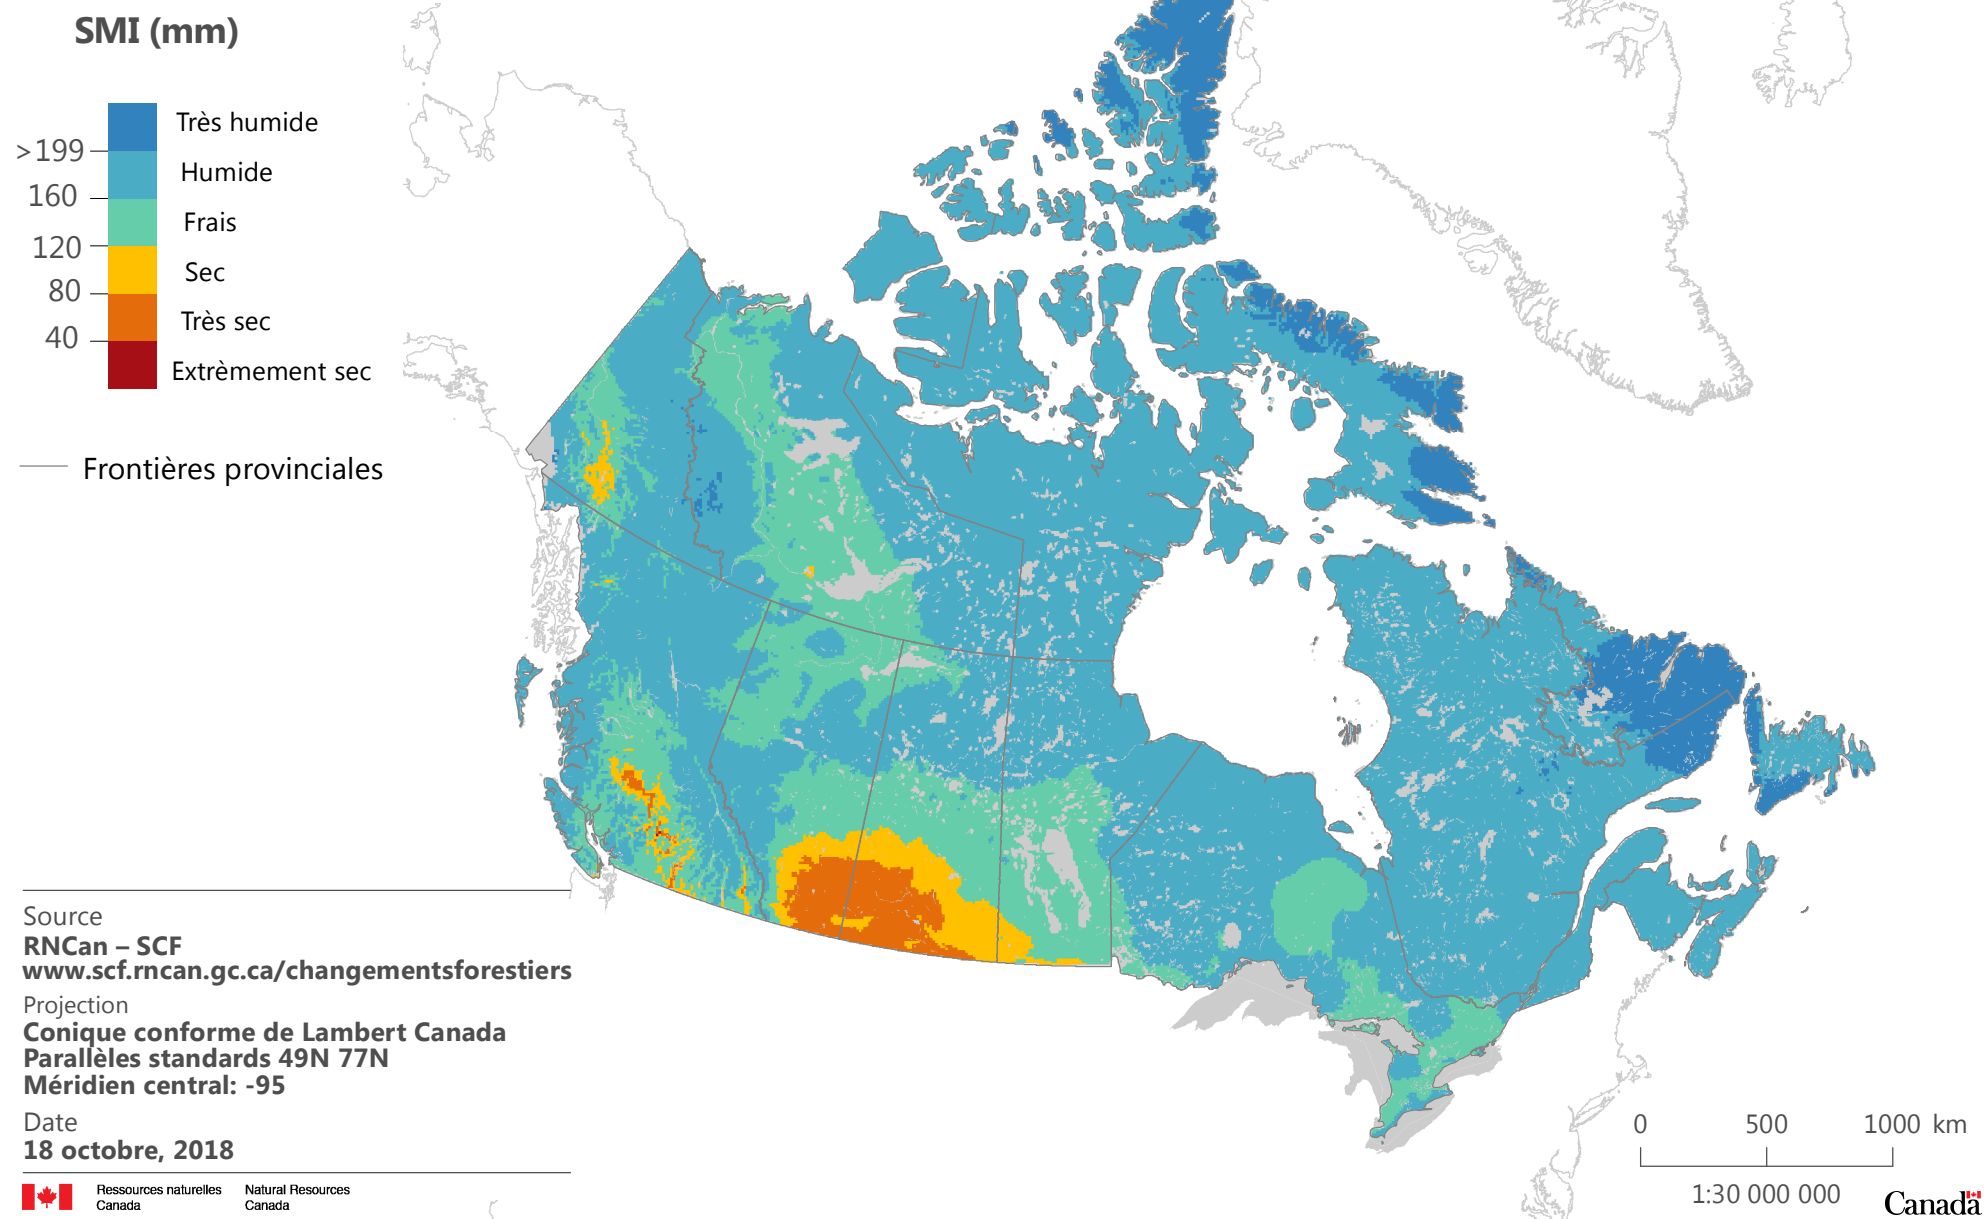 SMI (mm)
Très humide
>199
Humide
160
Frais
120
Sec
80
Très sec
40
Extrèmement sec
Frontières provinciales
Source
RNCan – SCF
www.scf.rncan.gc.ca/changementsforestiers
Projection
Conique conforme de Lambert Canada
Parallèles standards 49N 77N
Méridien central: -95
Date
18 octobre, 2018
Ressources naturelles Natural Resources
Canada Canada
0 500 1000 km
1:30 000 000
Canada